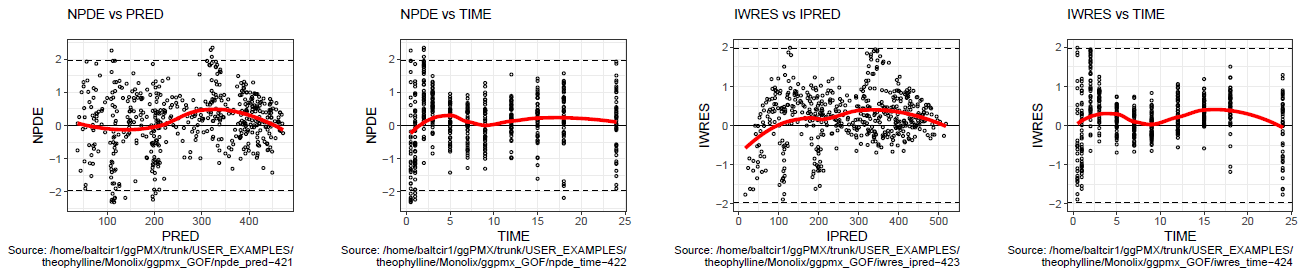 NPDE vs PRED
NPDE
2
1
0
−1
−2
100
200
300
400
PRED
Source: /home/baltcir1/ggPMX/trunk/USER_EXAMPLES/
theophylline/Monolix/ggpmx_GOF/npde_pred−421
NPDE vs TIME
NPDE
2
1
0
−1
−2
0
5
10
15
20
25
TIME
Source: /home/baltcir1/ggPMX/trunk/USER_EXAMPLES/
theophylline/Monolix/ggpmx_GOF/npde_time−422
IWRES vs IPRED
IWRES
2
1
0
−1
−2
0
100
200
300
400
500
IPRED
Source: /home/baltcir1/ggPMX/trunk/USER_EXAMPLES/
theophylline/Monolix/ggpmx_GOF/iwres_ipred−423
IWRES vs TIME
IWRES
2
1
0
−1
−2
0
5
10
15
20
25
TIME
Source: /home/baltcir1/ggPMX/trunk/USER_EXAMPLES/
theophylline/Monolix/ggpmx_GOF/iwres_time−424